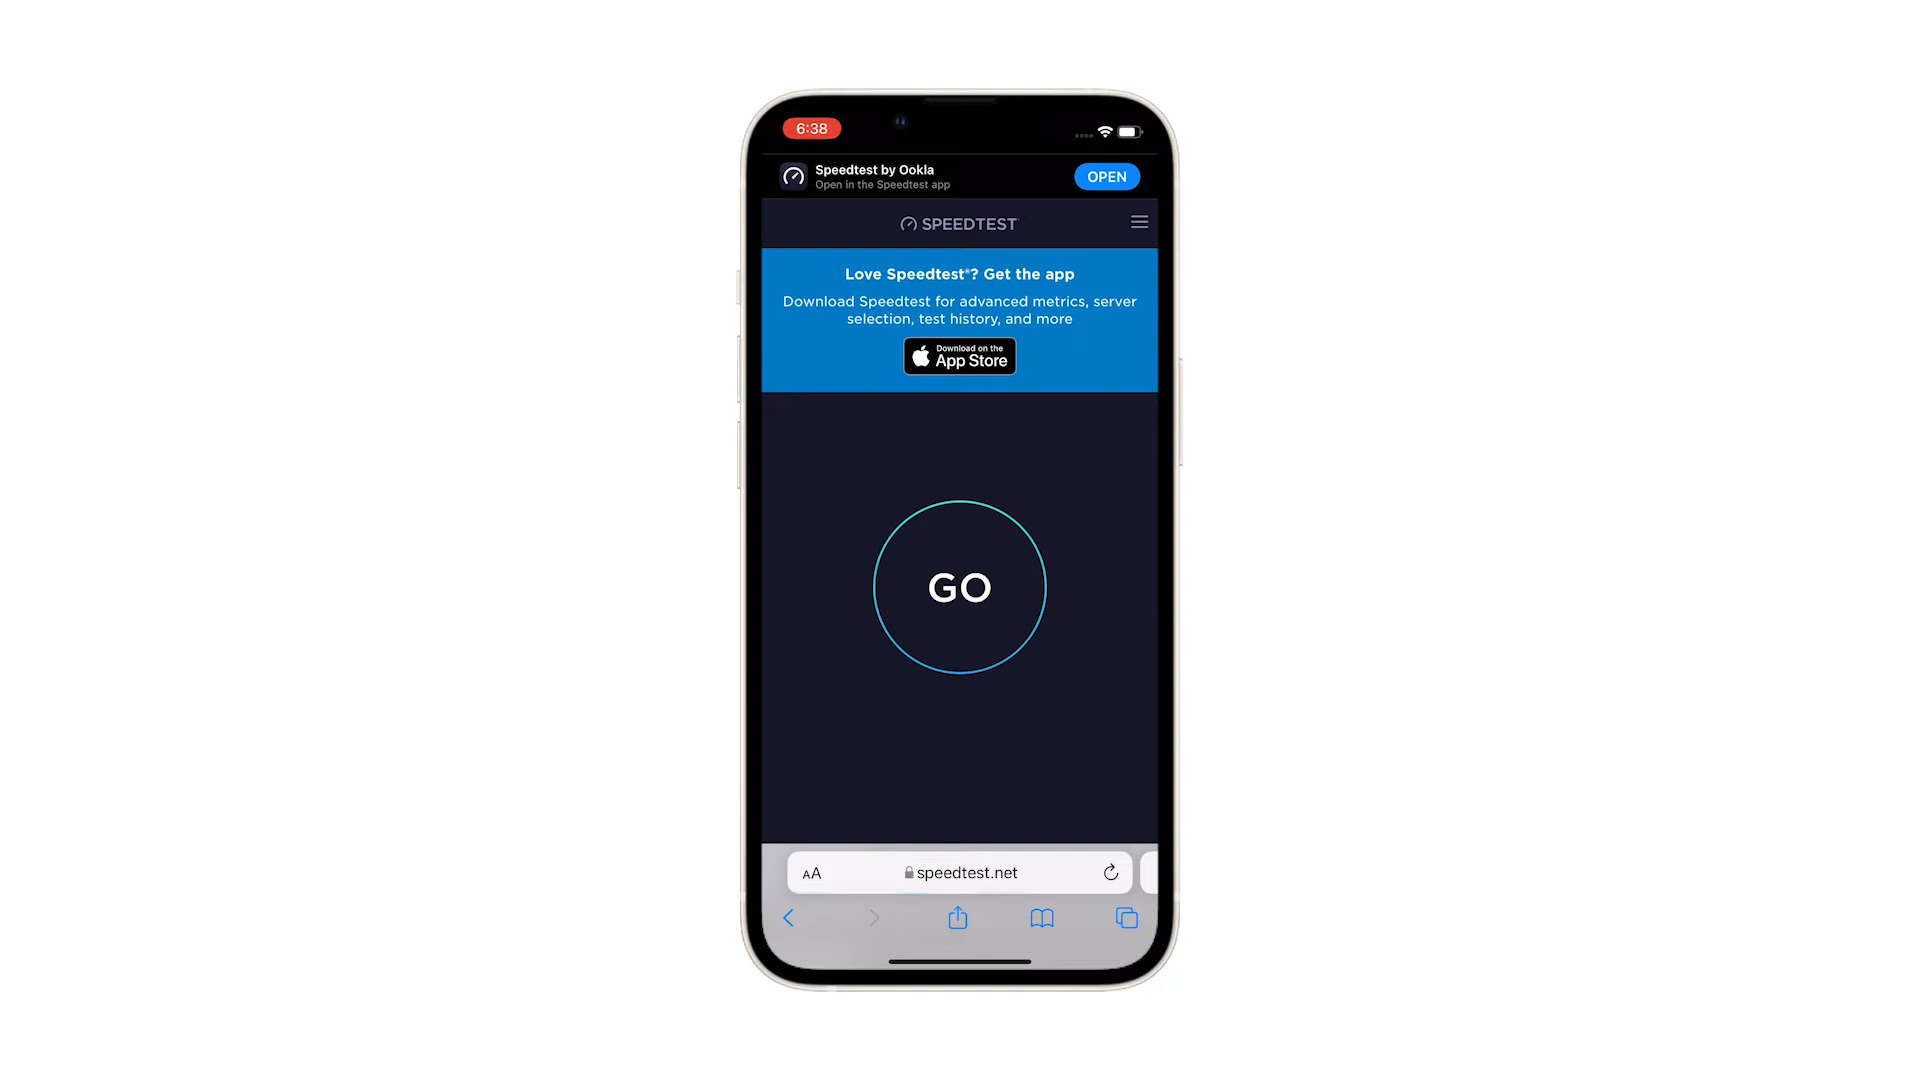 6:38
Speedtest by Ookla
Open in the Speedtest app
OPEN
SPEEDTEST
Love Speedtest®? Get the app
Download Speedtest for advanced metrics, server
selection, test history, and more
Download on the
App Store
GO
AA
speedtest.net